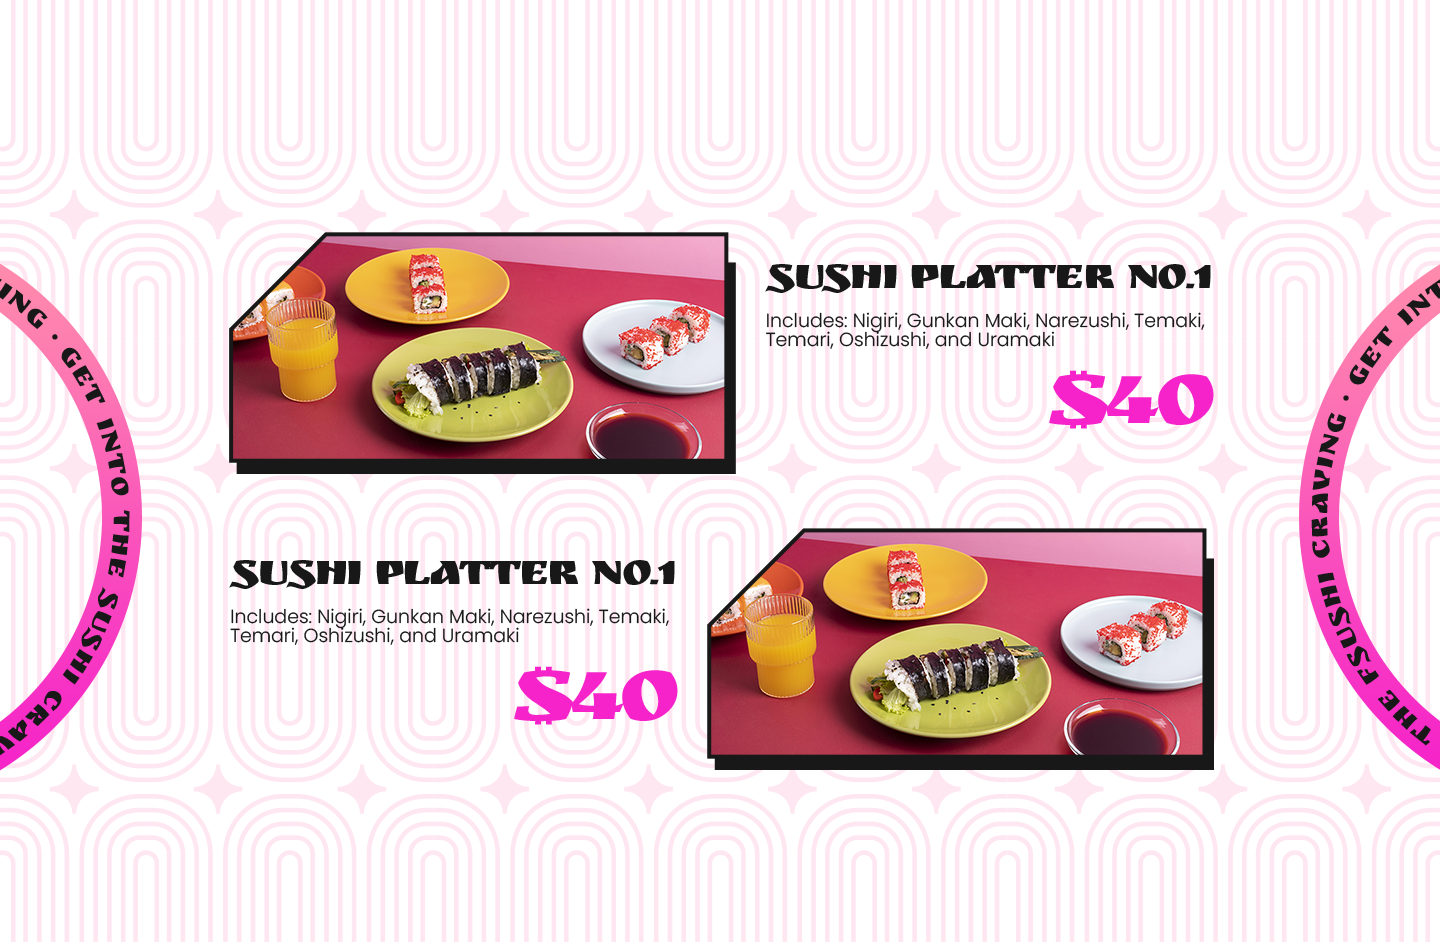 SUSHI PLATTER NO.1
Includes: Nigiri, Gunkan Maki, Narezushi, Temaki,
Temari, Oshizushi, and Uramaki
$40
SUSHI PLATTER NO.1
Includes: Nigiri, Gunkan Maki, Narezushi, Temaki,
Temari, Oshizushi, and Uramaki
$40
ING · GET INTO THE SUSHI CRAV
THE FSUSHI CRAVING · GET INT